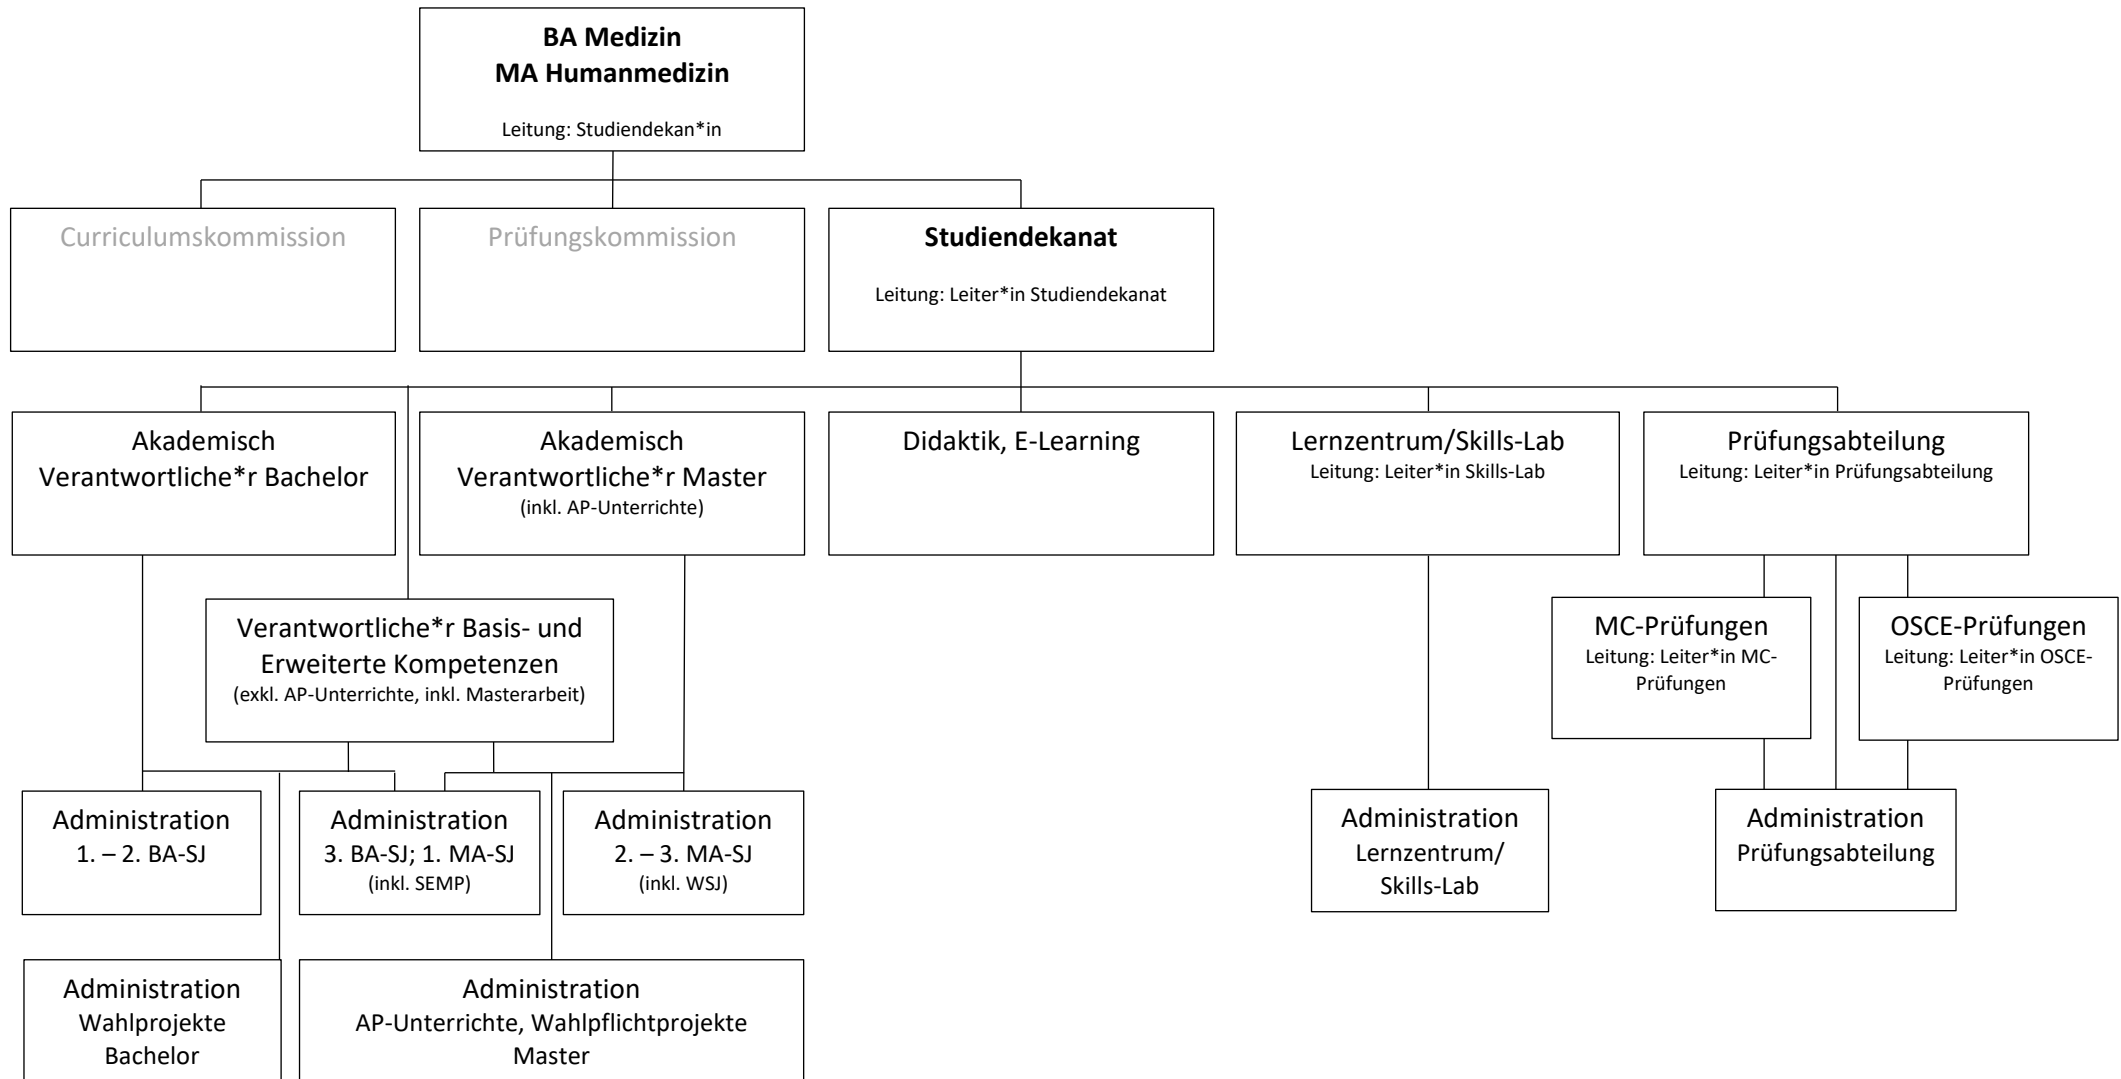 BA Medizin
MA Humanmedizin
Leitung: Studiendekan*in
Curriculumskommission
Prüfungskommission
Studiendekanat
Leitung: Leiter*in Studiendekanat
Akademisch
Verantwortliche*r Bachelor
Akademisch
Verantwortliche*r Master
(inkl. AP-Unterrichte)
Didaktik, E-Learning
Lernzentrum/Skills-Lab
Leitung: Leiter*in Skills-Lab
Prüfungsabteilung
Leitung: Leiter*in Prüfungsabteilung
Verantwortliche*r Basis- und
Erweiterte Kompetenzen
(exkl. AP-Unterrichte, inkl. Masterarbeit)
MC-Prüfungen
Leitung: Leiter*in MC-
Prüfungen
OSCE-Prüfungen
Leitung: Leiter*in OSCE-
Prüfungen
Administration
1. – 2. BA-SJ
Administration
3. BA-SJ; 1. MA-SJ
(inkl. SEMP)
Administration
2. – 3. MA-SJ
(inkl. WSJ)
Administration
Lernzentrum/
Skills-Lab
Administration
Prüfungsabteilung
Administration
Wahlprojekte
Bachelor
Administration
AP-Unterrichte, Wahlpflichtprojekte
Master